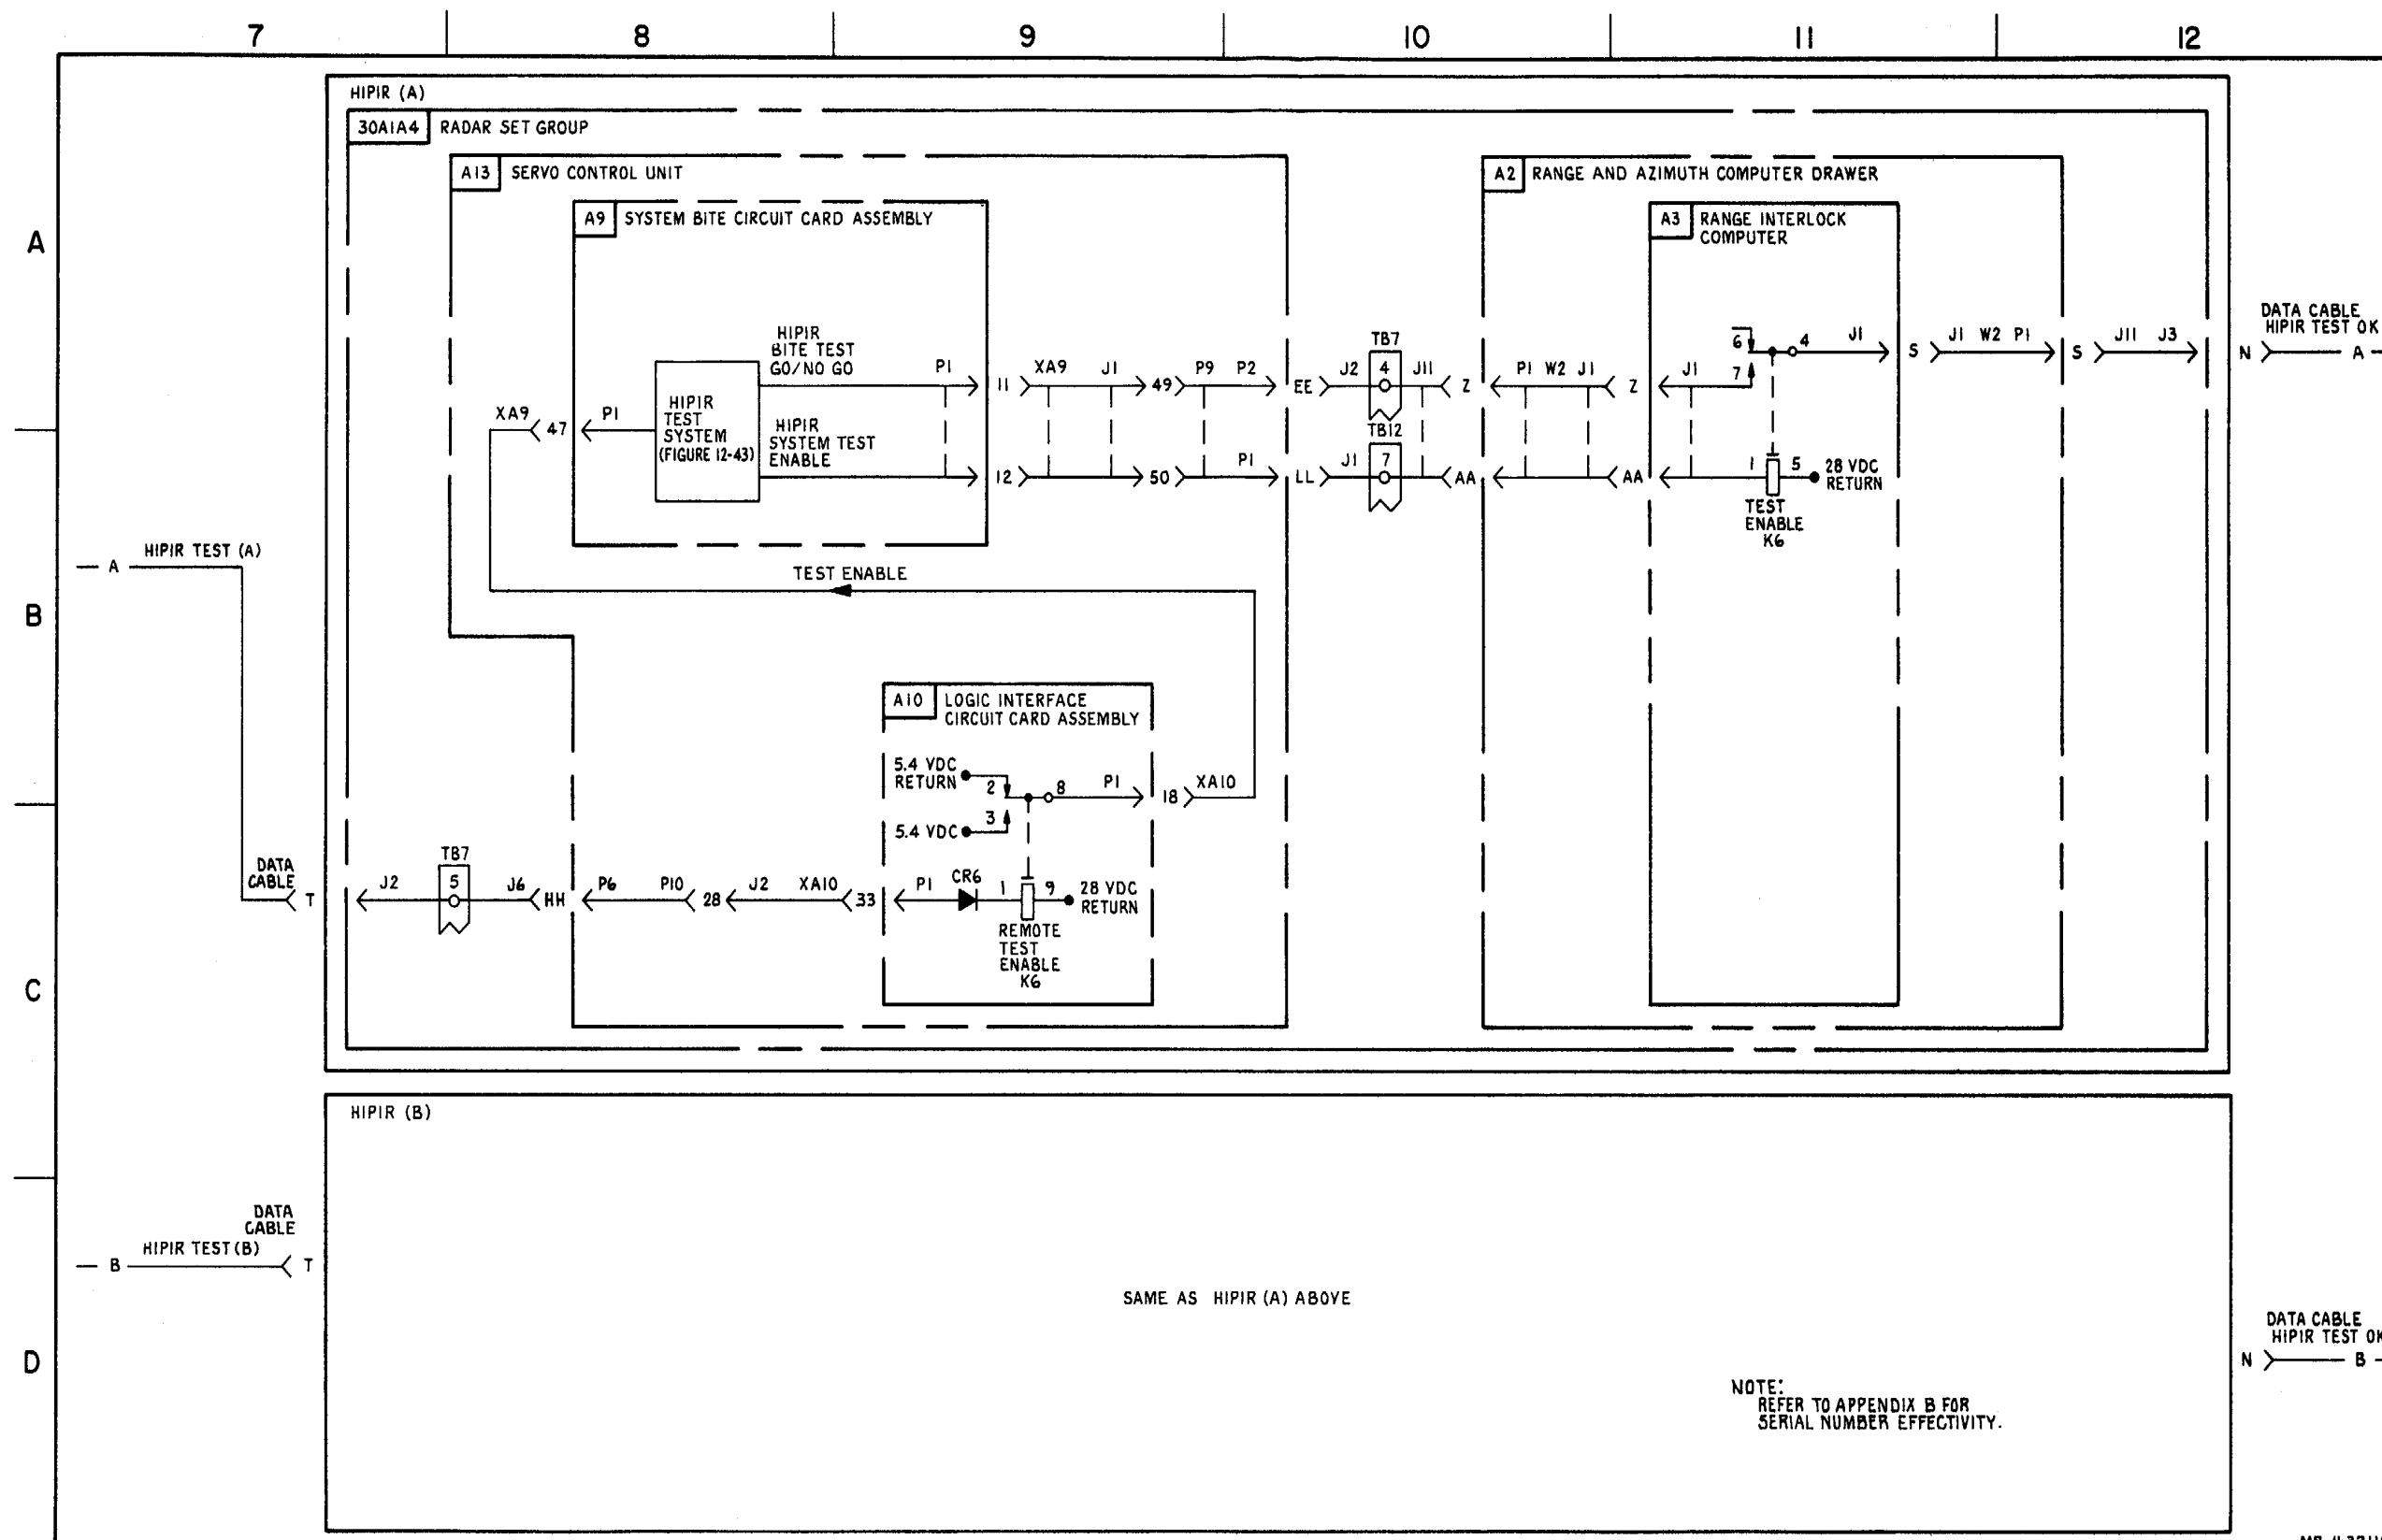 7 8 9 10 11 12
HIPIR (A)
30A1A4 RADAR SET GROUP
A13 SERVO CONTROL UNIT
A2 RANGE AND AZIMUTH COMPUTER DRAWER
A9 SYSTEM BITE CIRCUIT CARD ASSEMBLY
A3 RANGE INTERLOCK
COMPUTER
A
HIPIR
BITE TEST
GO/NO GO
P1 11 XA9 J1 49 P9 P2 EE J2 TB7 4 J11 Z P1 W2 J1 Z J1
6 7 4 J1 S J1 W2 P1 S J11 J3 N
DATA CABLE
HIPIR TEST OK
A
HIPIR
TEST
SYSTEM
(FIGURE 12-43)
XA9 47 P1
HIPIR
SYSTEM TEST
ENABLE
12 50 P1 LL J1 TB12 7 AA AA 1 5 28 VDC
RETURN
TEST
ENABLE
K6
A HIPIR TEST (A)
TEST ENABLE
B
A10 LOGIC INTERFACE
CIRCUIT CARD ASSEMBLY
5.4 VDC
RETURN
2 8 P1 18 XA10
3
5.4 VDC
DATA
CABLE
T J2 TB7 5 J6 HH P6 P10 28 J2 XA10 33 P1 CR6 1 9 28 VDC
RETURN
REMOTE
TEST
ENABLE
K6
C
HIPIR (B)
DATA
CABLE
B HIPIR TEST (B) T
SAME AS HIPIR (A) ABOVE
DATA CABLE
HIPIR TEST OK
N B
D
NOTE:
REFER TO APPENDIX B FOR
SERIAL NUMBER EFFECTIVITY.